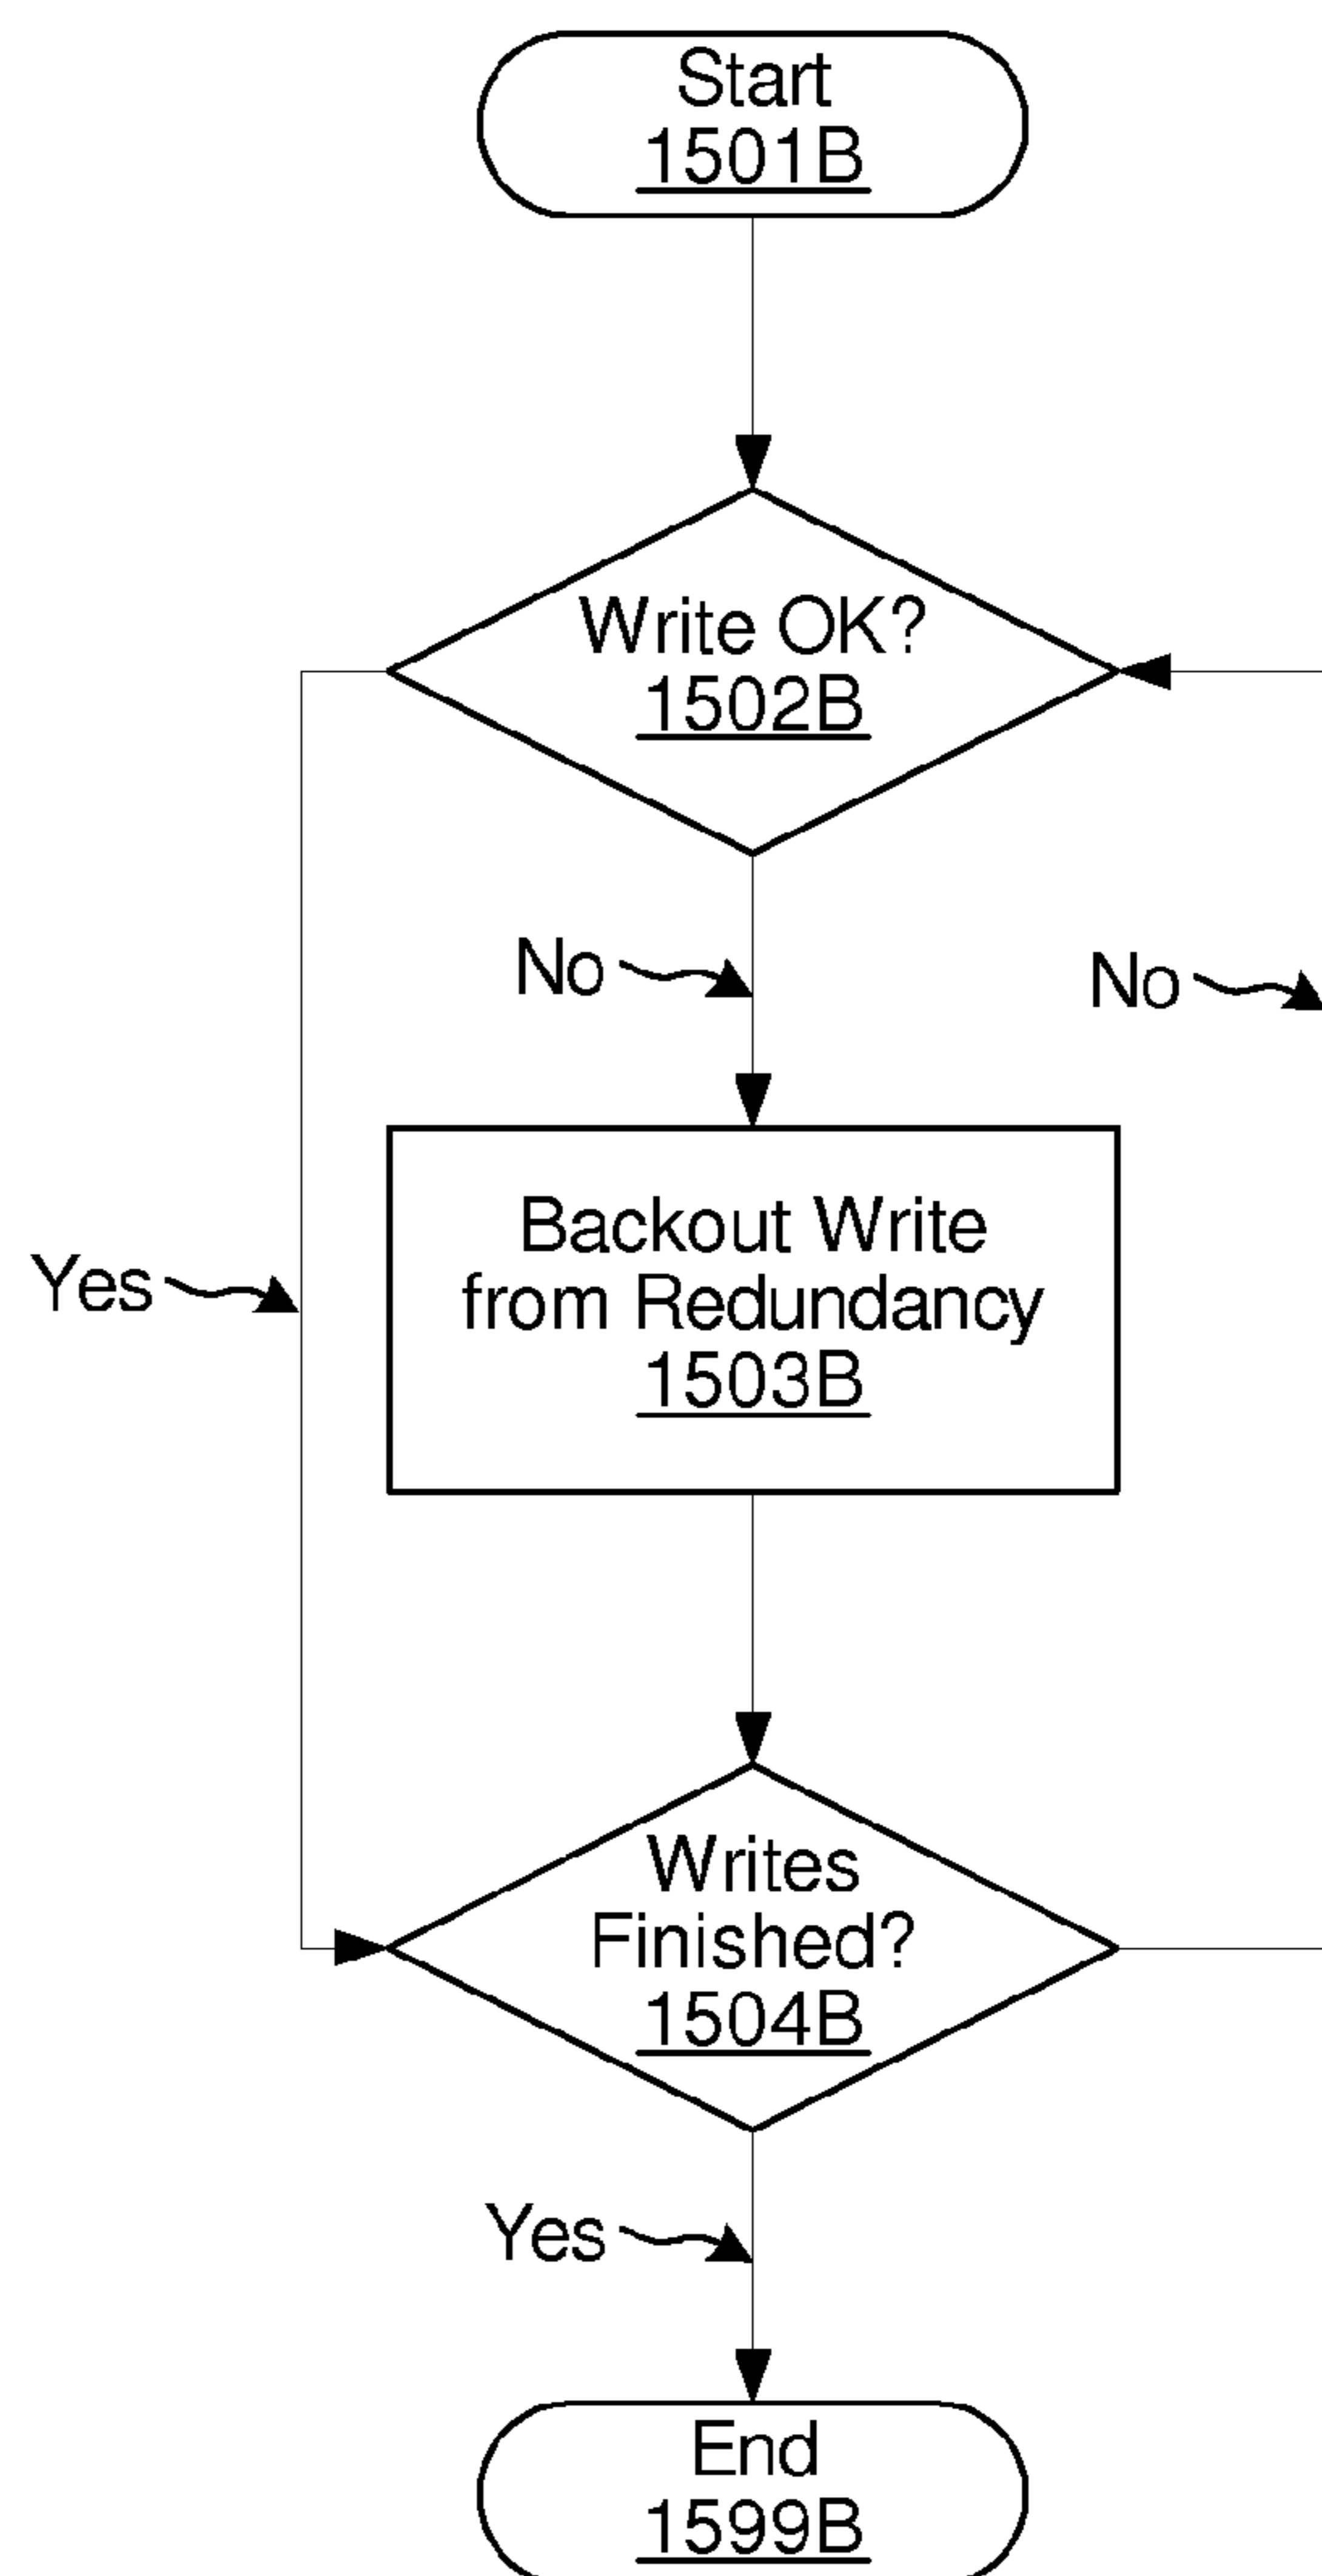 Start
1501B
Write OK?
1502B
No
No
Backout Write
from Redundancy
1503B
Yes
Writes
Finished?
1504B
Yes
End
1599B